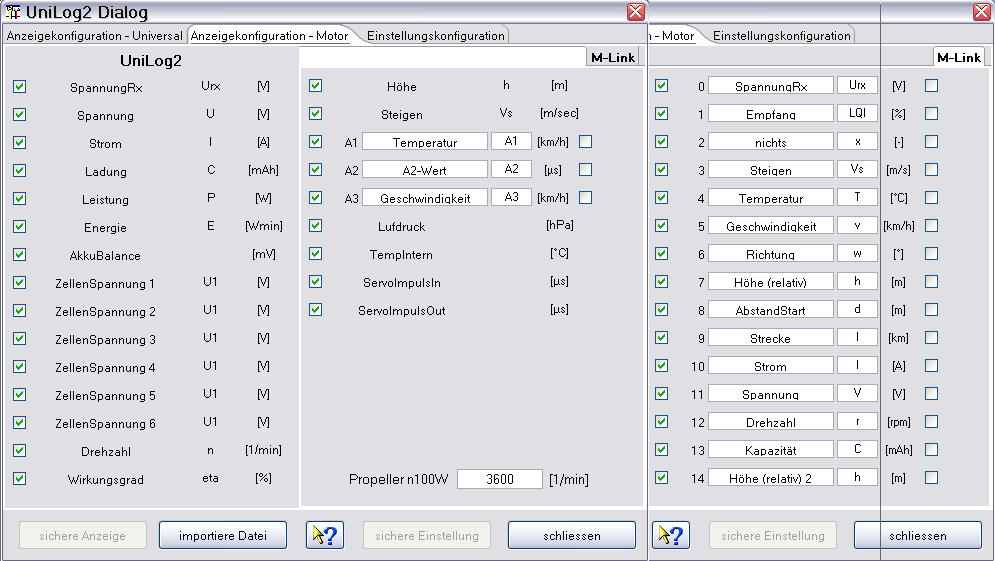 UniLog2 Dialog
Anzeigekonfiguration - Universal Anzeigekonfiguration - Motor Einstellungskonfiguration
UniLog2
SpannungRx Urx [V]
Spannung U [V]
Strom I [A]
Ladung C [mAh]
Leistung P [W]
Energie E [Wmin]
AkkuBalance [mV]
ZellenSpannung 1 U1 [V]
ZellenSpannung 2 U1 [V]
ZellenSpannung 3 U1 [V]
ZellenSpannung 4 U1 [V]
ZellenSpannung 5 U1 [V]
ZellenSpannung 6 U1 [V]
Drehzahl n [1/min]
Wirkungsgrad eta [%]
M-Link
Höhe h [m]
Steigen Vs [m/sec]
A1 Temperatur A1 [km/h]
A2 A2-Wert A2 [µs]
A3 Geschwindigkeit A3 [km/h]
Lufdruck [hPa]
TempIntern [°C]
ServoImpulsIn [µs]
ServoImpulsOut [µs]
Propeller n100W 3600 [1/min]
sichere Anzeige importiere Datei ? sichere Einstellung schliessen
n - Motor Einstellungskonfiguration
M-Link
0 SpannungRx Urx [V]
1 Empfang LQI [%]
2 nichts x [-]
3 Steigen Vs [m/s]
4 Temperatur T [°C]
5 Geschwindigkeit v [km/h]
6 Richtung w [°]
7 Höhe (relativ) h [m]
8 AbstandStart d [m]
9 Strecke l [km]
10 Strom I [A]
11 Spannung V [V]
12 Drehzahl r [rpm]
13 Kapazität C [mAh]
14 Höhe (relativ) 2 h [m]
? sichere Einstellung schliessen